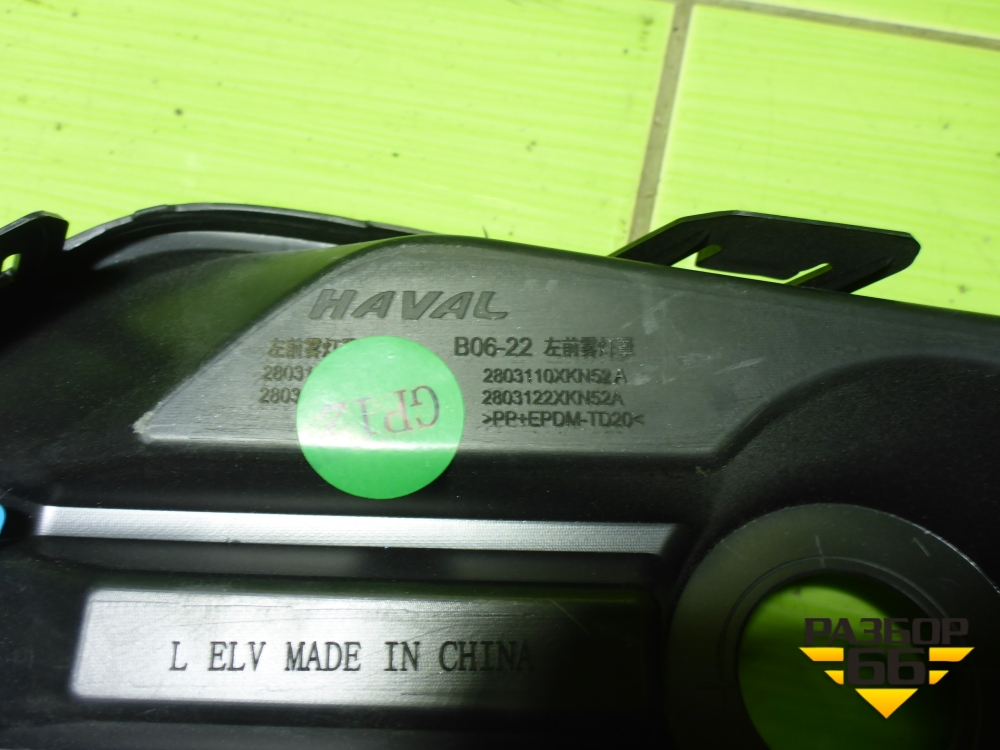 HAVAL
左前雾灯
B06-22 左前雾灯罩
2803110XKN52A
2803122XKN52A
>PP+EPDM-TD20<
GP12
L ELV MADE IN CHINA
РАЗБОР
66